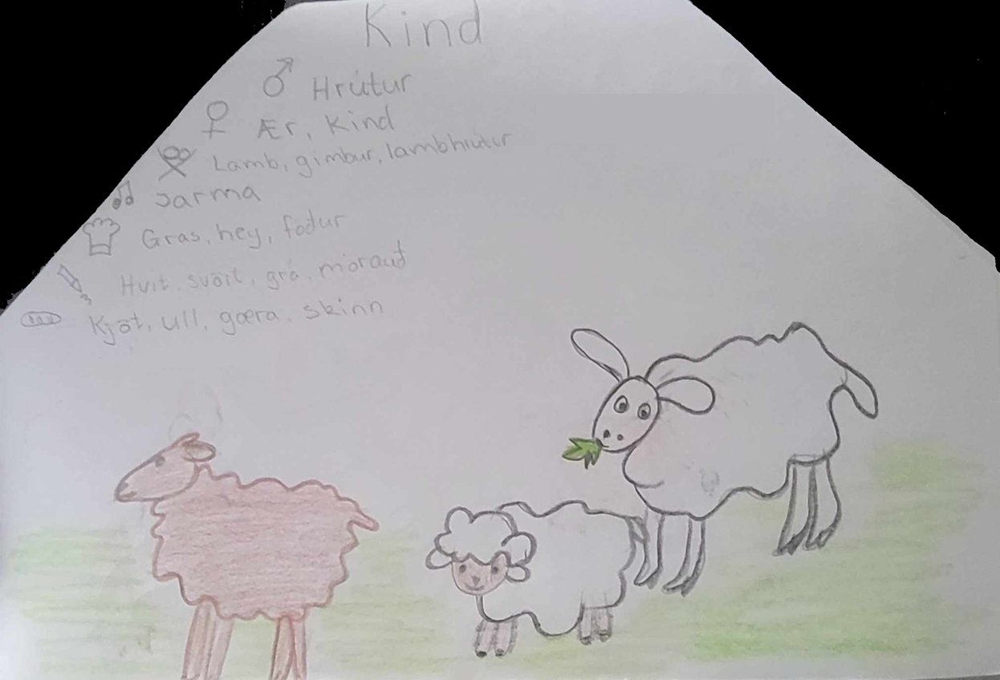 Kind
Hrútur
Ær, kind
Lamb, gimbur, lambhrútur
Jarma
Gras, hey, fóður
Hvít, svört, grá, mórauð
Kjöt, ull, gæra, skinn